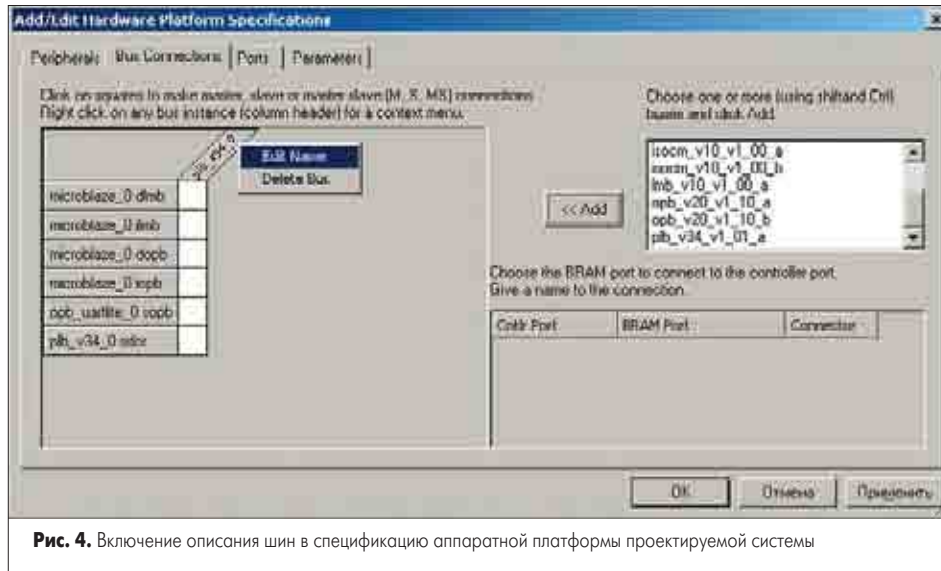 Add/Edit Hardware Platform Specifications
Peripherals Bus Connections Ports Parameters
Click on squares to make master, slave or master slave (M, S, MS) connections
Right click on any bus instance (column header) for a context menu.
Choose one or more (using shiftand Ctrl)
buses and click Add
plb_v34_0
Edit Name
Delete Bus
microblaze_0 dlmb
microblaze_0 ilmb
microblaze_0 dopb
microblaze_0 iopb
opb_uartlite_0 sopb
plb_v34_0
<< Add
isocm_v10_v1_00_a
v10_v1_00_b
lmb_v10_v1_00_a
opb_v20_v1_10_a
opb_v20_v1_10_b
plb_v34_v1_01_a
Choose the BRAM port to connect to the controller port.
Give a name to the connection.
Cntlr Port BRAM Port Connector
OK Отмена Применить
Рис. 4. Включение описания шин в спецификацию аппаратной платформы проектируемой системы